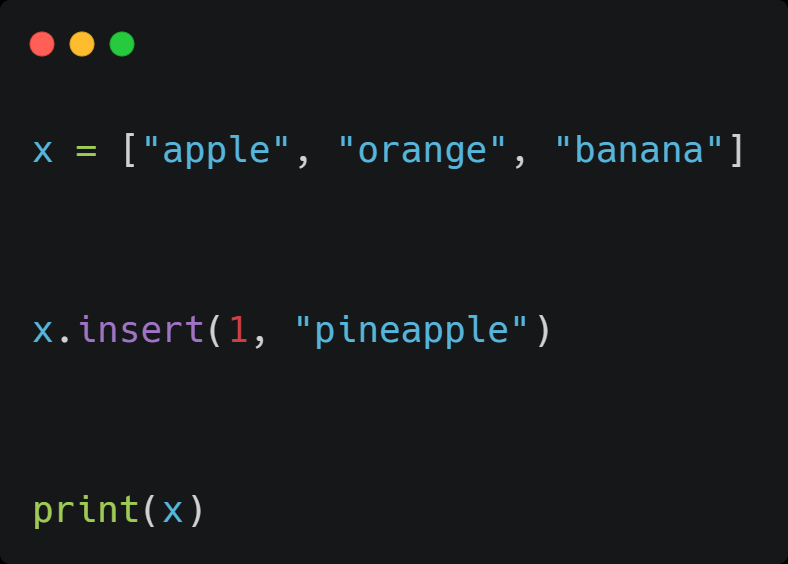 x = ["apple", "orange", "banana"]
x.insert(1, "pineapple")
print(x)